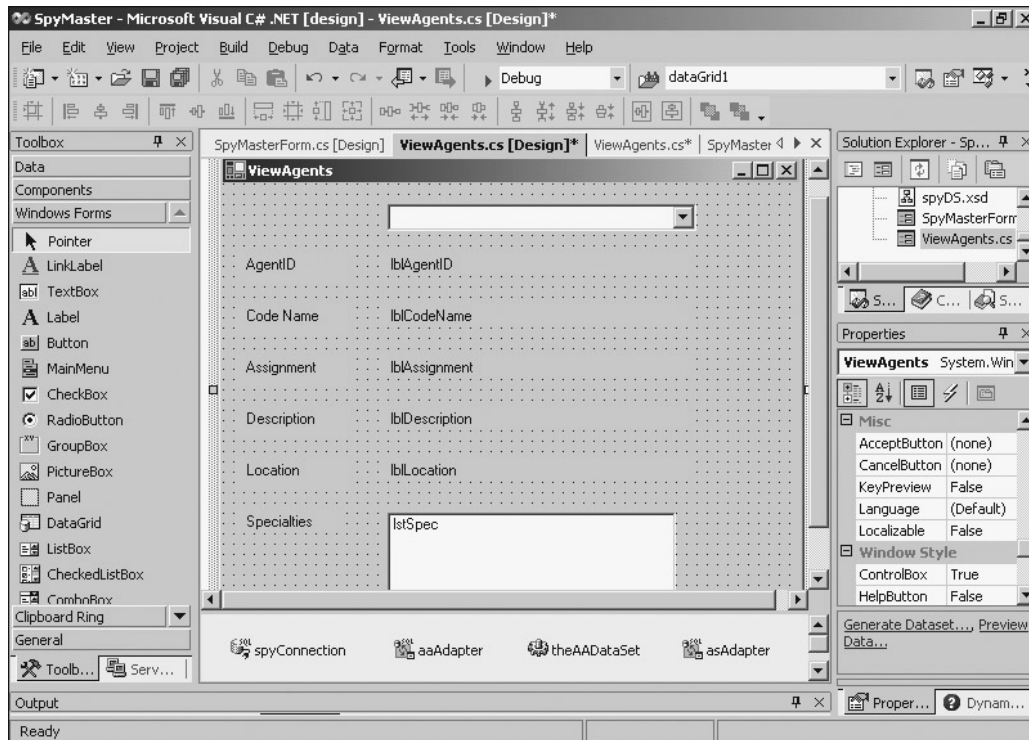 SpyMaster - Microsoft Visual C# .NET [design] - ViewAgents.cs [Design]*
File Edit View Project Build Debug Data Format Tools Window Help
Debug dataGrid1
Toolbox
Data
Components
Windows Forms
Pointer
LinkLabel
TextBox
Label
Button
MainMenu
CheckBox
RadioButton
GroupBox
PictureBox
Panel
DataGrid
ListBox
CheckedListBox
ComboBox
Clipboard Ring
General
Toolb... Serv...
SpyMasterForm.cs [Design] ViewAgents.cs [Design]* ViewAgents.cs* SpyMaster
ViewAgents
AgentID lblAgentID
Code Name lblCodeName
Assignment lblAssignment
Description lblDescription
Location lblLocation
Specialties lstSpec
spyConnection aaAdapter theAADataSet asAdapter
Solution Explorer - Sp...
spyDS.xsd
SpyMasterForm
ViewAgents.cs
S... C... S...
Properties
ViewAgents System.Win
Misc
AcceptButton (none)
CancelButton (none)
KeyPreview False
Language (Default)
Localizable False
Window Style
ControlBox True
HelpButton False
Generate Dataset..., Preview
Data...
Proper... Dynam...
Output
Ready